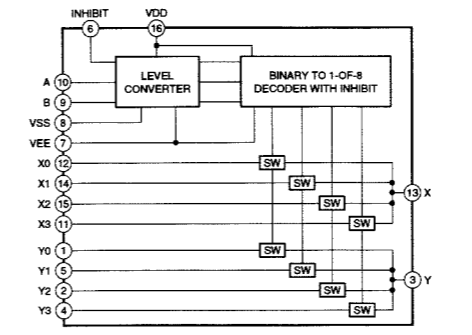 INHIBIT VDD
6 16
LEVEL CONVERTER
BINARY TO 1-OF-8 DECODER WITH INHIBIT
A 10
B 9
VSS 8
VEE 7
X0 12 SW
X1 14 SW 13 X
X2 15 SW
X3 11 SW
Y0 1 SW
Y1 5 SW 3 Y
Y2 2 SW
Y3 4 SW